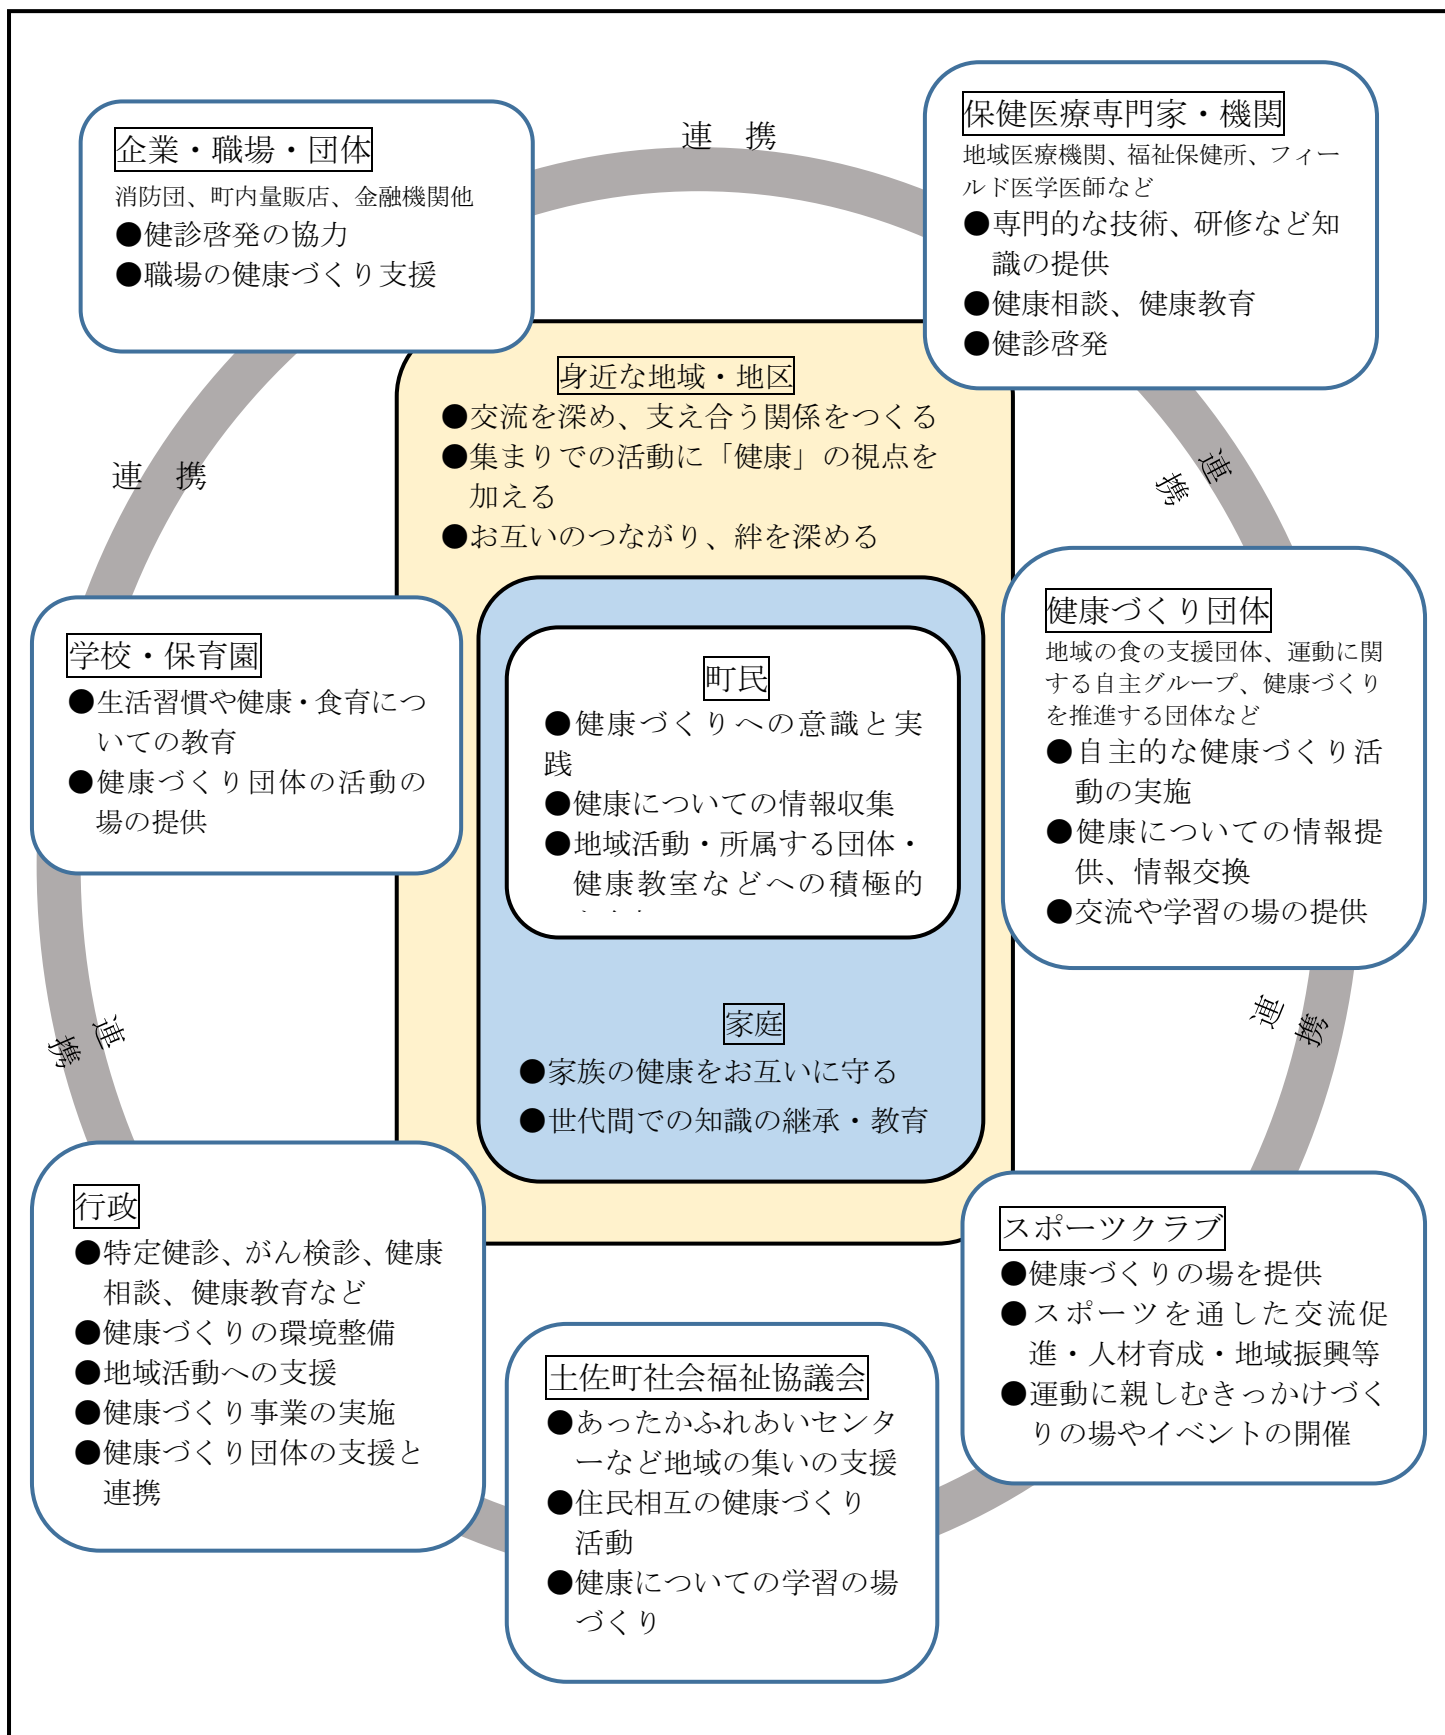 連　携
企業・職場・団体
消防団、町内量販店、金融機関他
●健診啓発の協力
●職場の健康づくり支援
保健医療専門家・機関
地域医療機関、福祉保健所、フィー
ルド医学医師など
●専門的な技術、研修など知
識の提供
●健康相談、健康教育
●健診啓発
身近な地域・地区
●交流を深め、支え合う関係をつくる
●集まりでの活動に「健康」の視点を
加える
●お互いのつながり、絆を深める
連　携
連携
学校・保育園
●生活習慣や健康・食育につ
いての教育
●健康づくり団体の活動の
場の提供
町民
●健康づくりへの意識と実
践
●健康についての情報収集
●地域活動・所属する団体・
健康教室などへの積極的
健康づくり団体
地域の食の支援団体、運動に関
する自主グループ、健康づくり
を推進する団体など
●自主的な健康づくり活
動の実施
●健康についての情報提
供、情報交換
●交流や学習の場の提供
連携
連携
家庭
●家族の健康をお互いに守る
●世代間での知識の継承・教育
行政
●特定健診、がん検診、健康
相談、健康教育など
●健康づくりの環境整備
●地域活動への支援
●健康づくり事業の実施
●健康づくり団体の支援と
連携
スポーツクラブ
●健康づくりの場を提供
●スポーツを通した交流促
進・人材育成・地域振興等
●運動に親しむきっかけづく
りの場やイベントの開催
土佐町社会福祉協議会
●あったかふれあいセンタ
ーなど地域の集いの支援
●住民相互の健康づくり
活動
●健康についての学習の場
づくり